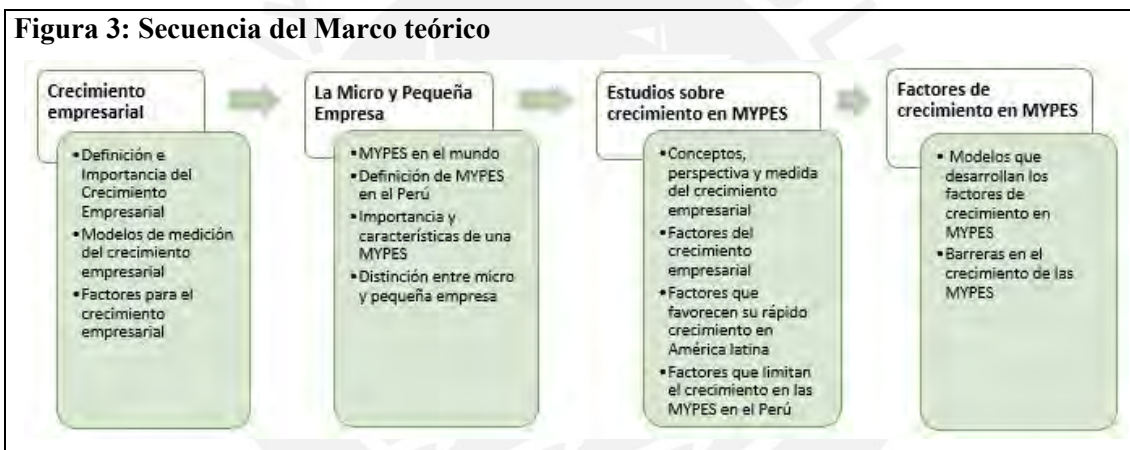 Figura 3: Secuencia del Marco teórico
Crecimiento
empresarial
•Definición e
Importancia del
Crecimiento
Empresarial
•Modelos de medición
del crecimiento
empresarial
•Factores para el
crecimiento
empresarial
La Micro y Pequeña
Empresa
•MYPES en el mundo
•Definición de MYPES
en el Perú
•Importancia y
características de una
MYPES
•Distinción entre micro
y pequeña empresa
Estudios sobre
crecimiento en MYPES
•Conceptos,
perspectiva y medida
del crecimiento
empresarial
•Factores del
crecimiento
empresarial
•Factores que
favorecen su rápido
crecimiento en
América latina
•Factores que limitan
el crecimiento en las
MYPES en el Perú
Factores de
crecimiento en MYPES
• Modelos que
desarrollan los
factores de
crecimiento en
MYPES
•Barreras en el
crecimiento de las
MYPES